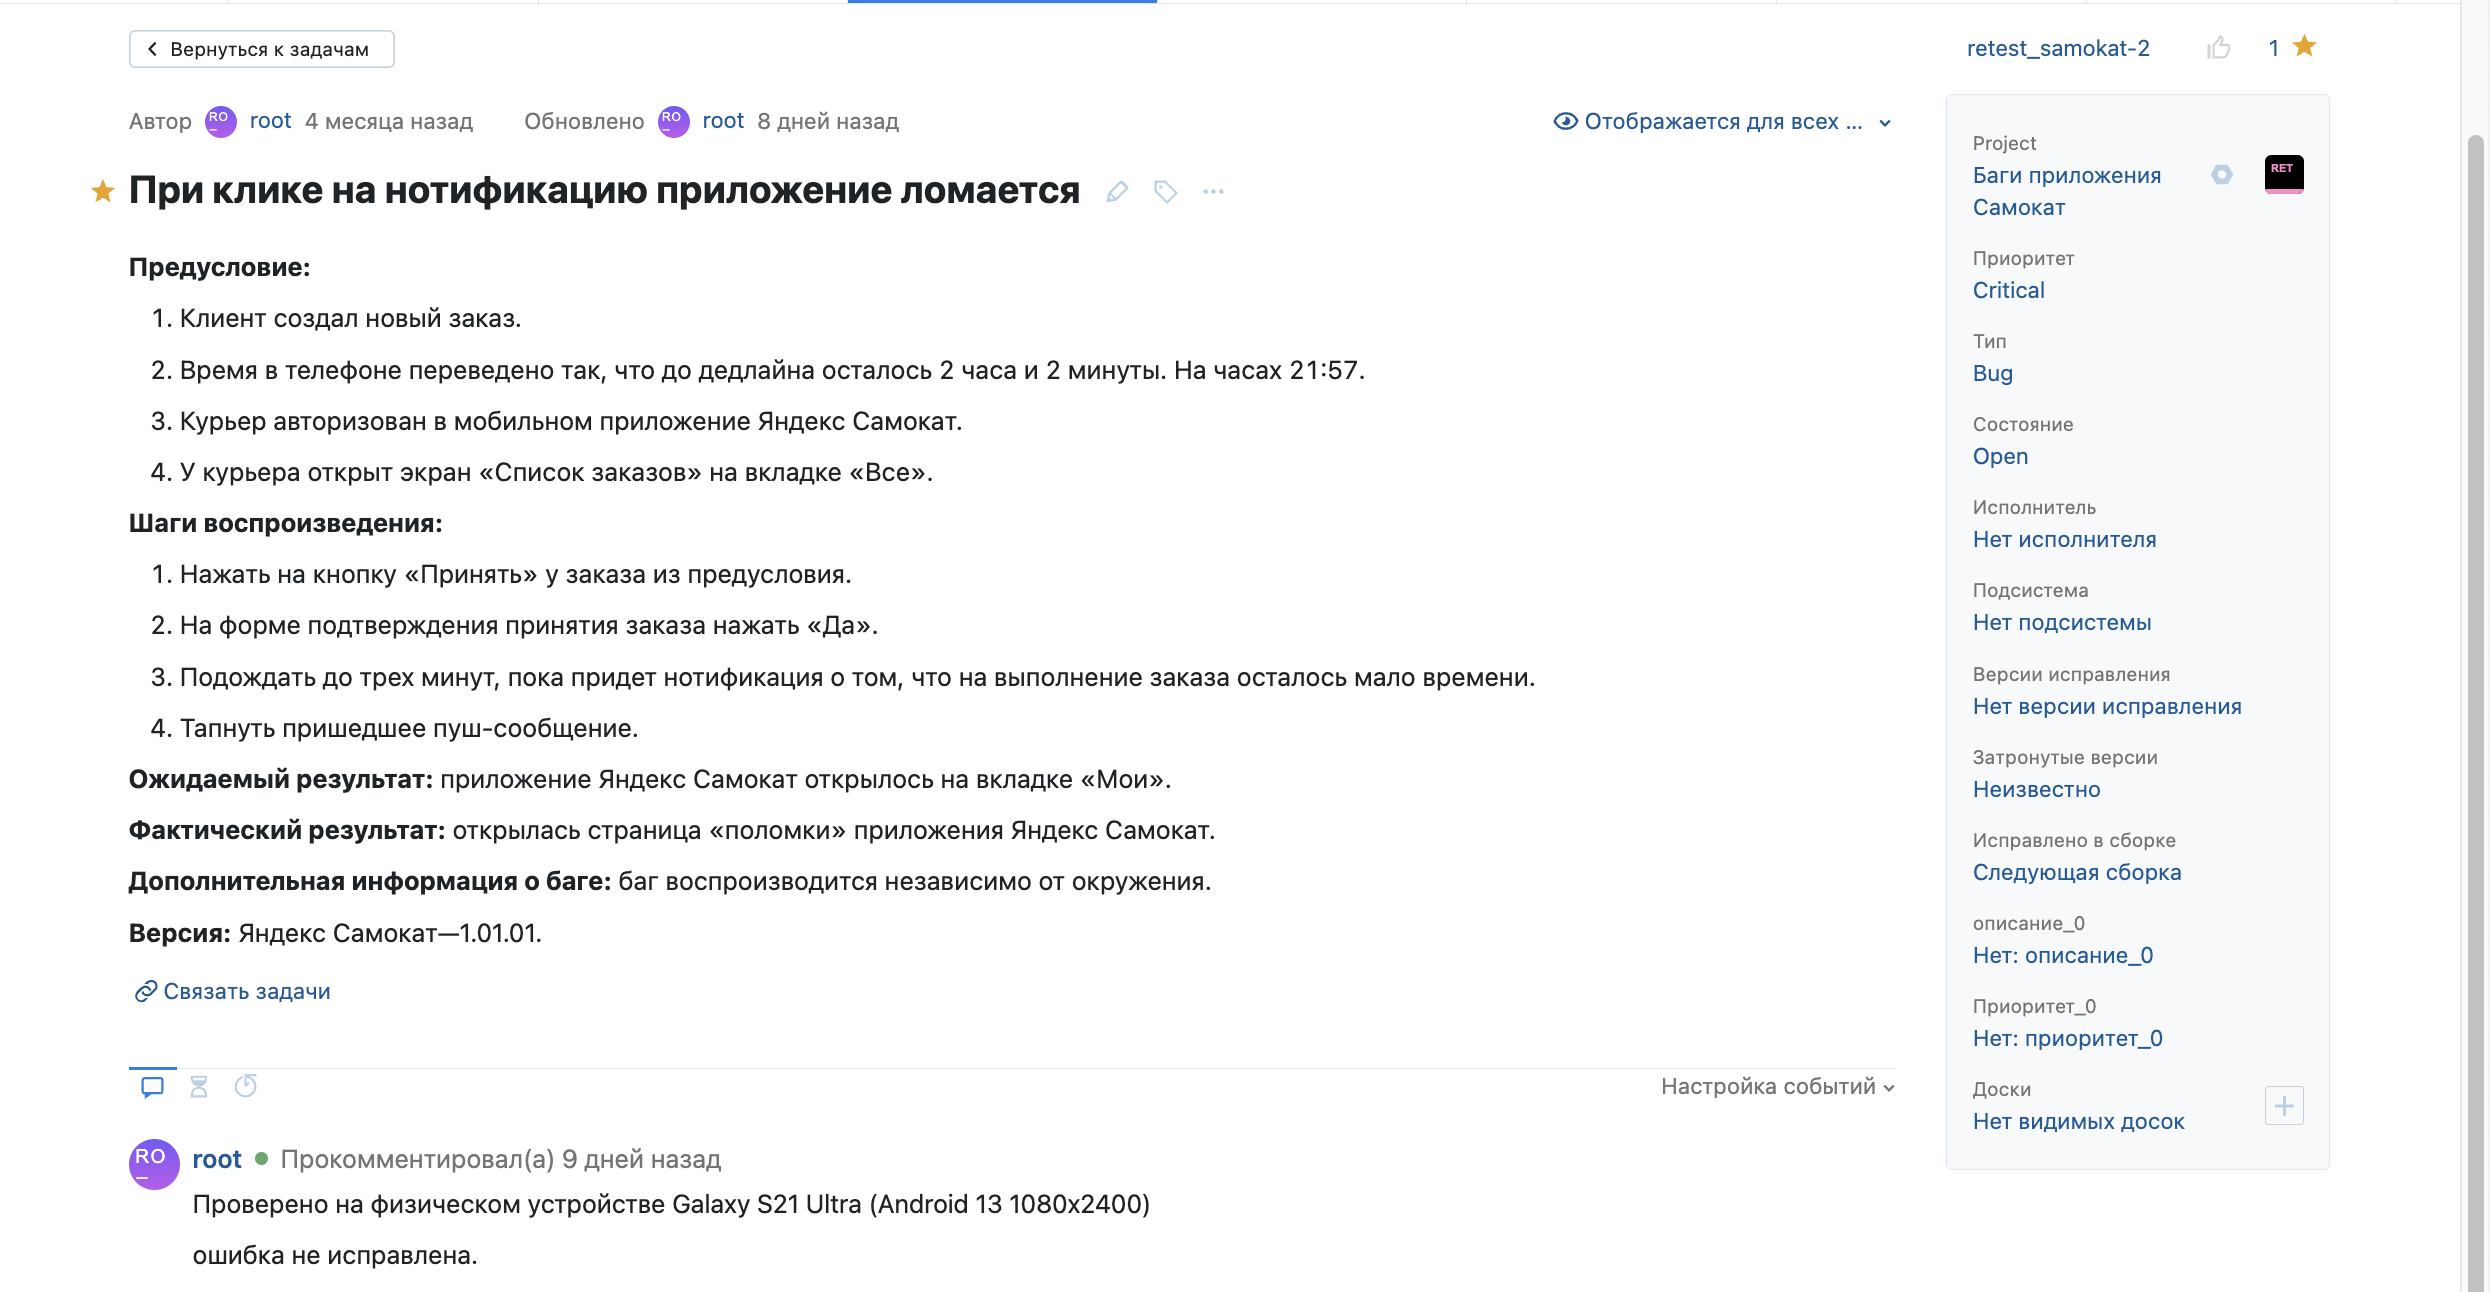 Вернуться к задачам
retest_samokat-2
1
Автор RO root 4 месяца назад Обновлено RO root 8 дней назад
Отображается для всех ...
При клике на нотификацию приложение ломается
Предусловие:
1. Клиент создал новый заказ.
2. Время в телефоне переведено так, что до дедлайна осталось 2 часа и 2 минуты. На часах 21:57.
3. Курьер авторизован в мобильном приложение Яндекс Самокат.
4. У курьера открыт экран «Список заказов» на вкладке «Все».
Шаги воспроизведения:
1. Нажать на кнопку «Принять» у заказа из предусловия.
2. На форме подтверждения принятия заказа нажать «Да».
3. Подождать до трех минут, пока придет нотификация о том, что на выполнение заказа осталось мало времени.
4. Тапнуть пришедшее пуш-сообщение.
Ожидаемый результат: приложение Яндекс Самокат открылось на вкладке «Мои».
Фактический результат: открылась страница «поломки» приложения Яндекс Самокат.
Дополнительная информация о баге: баг воспроизводится независимо от окружения.
Версия: Яндекс Самокат—1.01.01.
Связать задачи
Настройка событий
RO root Прокомментировал(а) 9 дней назад
Проверено на физическом устройстве Galaxy S21 Ultra (Android 13 1080x2400)
ошибка не исправлена.
Project
Баги приложения
Самокат
RET
Приоритет
Critical
Тип
Bug
Состояние
Open
Исполнитель
Нет исполнителя
Подсистема
Нет подсистемы
Версии исправления
Нет версии исправления
Затронутые версии
Неизвестно
Исправлено в сборке
Следующая сборка
описание_0
Нет: описание_0
Приоритет_0
Нет: приоритет_0
Доски
Нет видимых досок